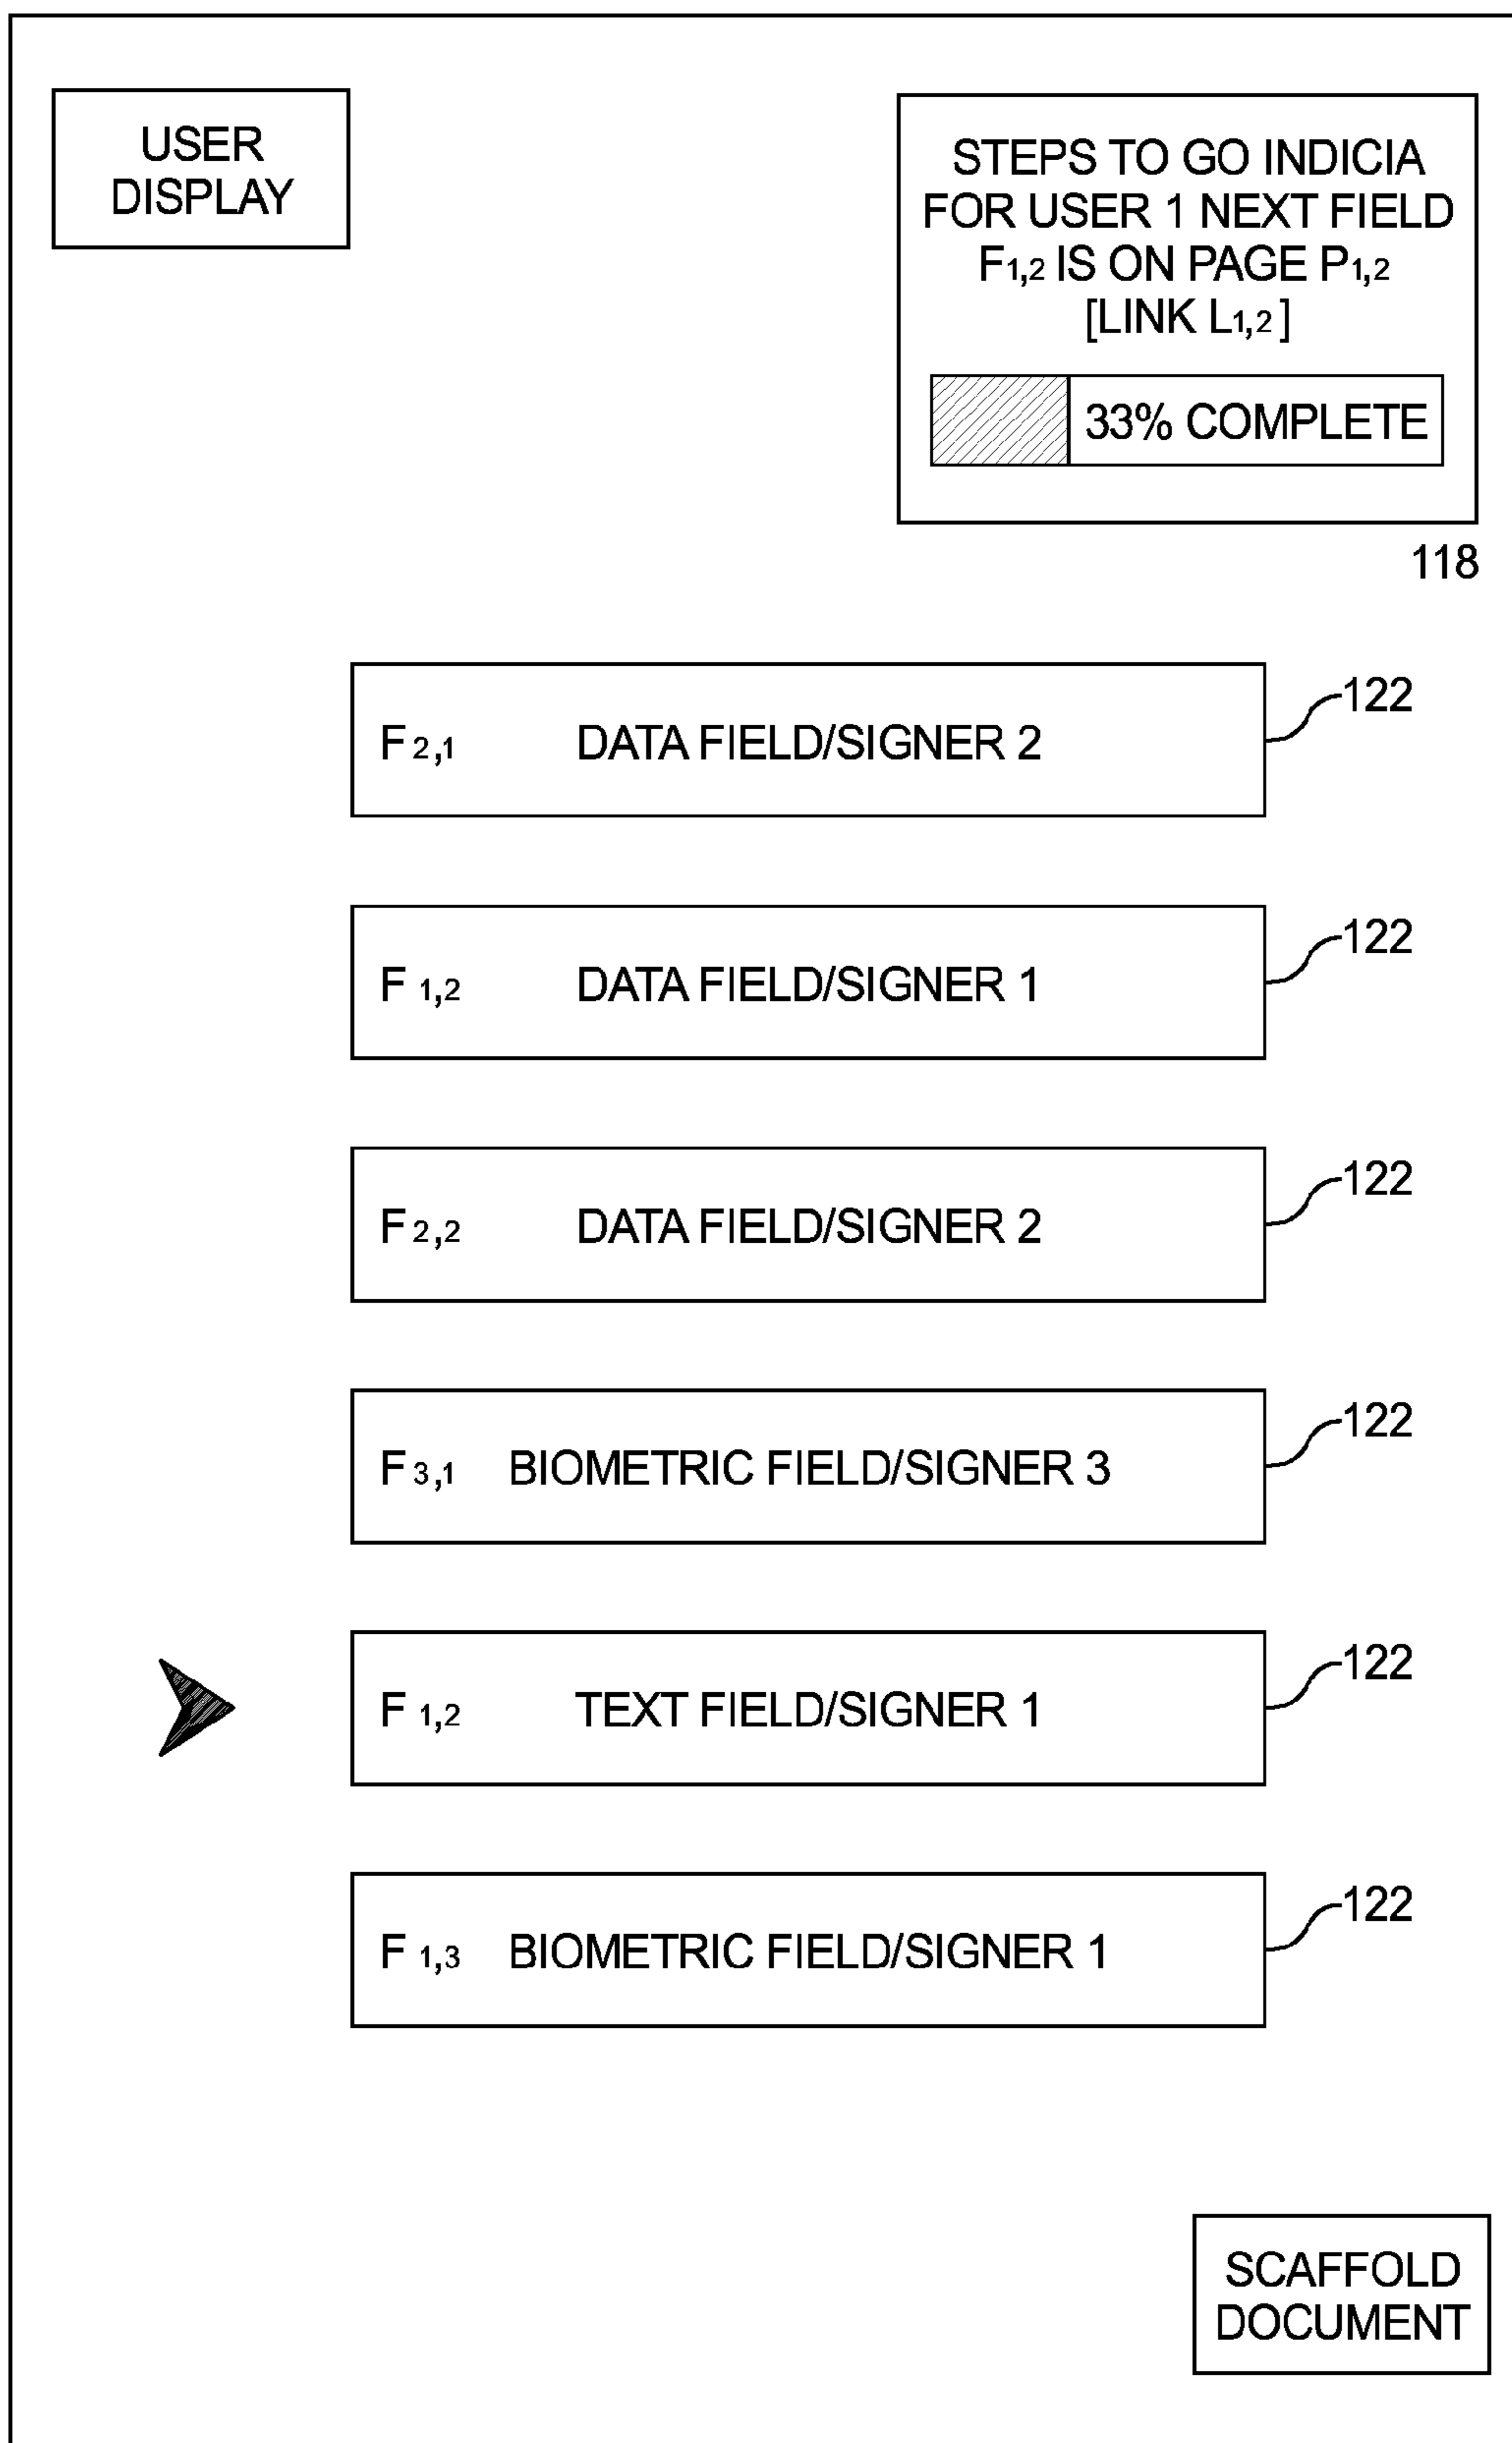 USER
DISPLAY
STEPS TO GO INDICIA
FOR USER 1 NEXT FIELD
F1,2 IS ON PAGE P1,2
[LINK L1,2]
33% COMPLETE
118
F2,1 DATA FIELD/SIGNER 2
122
F1,2 DATA FIELD/SIGNER 1
122
F2,2 DATA FIELD/SIGNER 2
122
F3,1 BIOMETRIC FIELD/SIGNER 3
122
F1,2 TEXT FIELD/SIGNER 1
122
F1,3 BIOMETRIC FIELD/SIGNER 1
122
SCAFFOLD
DOCUMENT